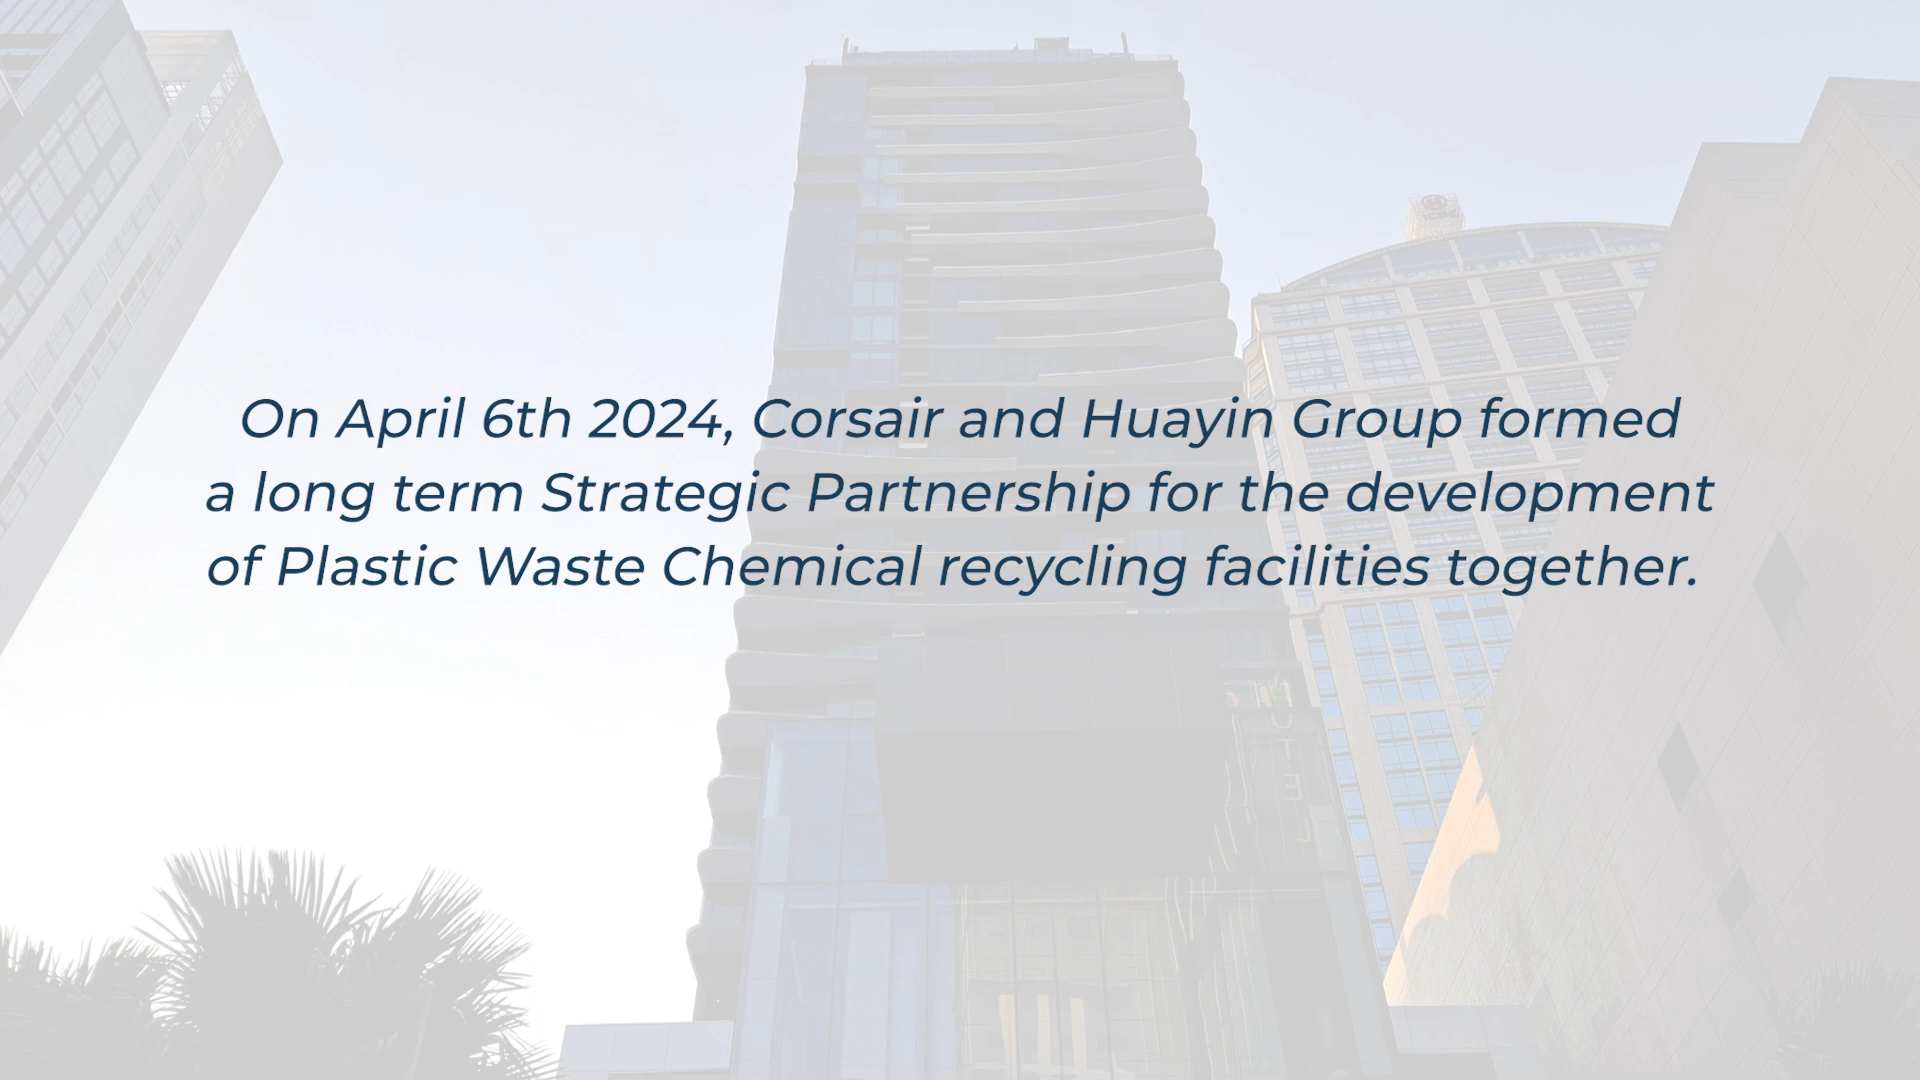 On April 6th 2024, Corsair and Huayin Group formed
a long term Strategic Partnership for the development
of Plastic Waste Chemical recycling facilities together.
ICBC